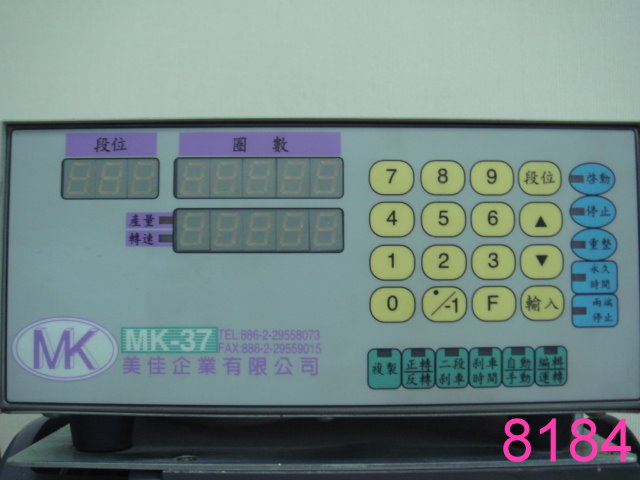 段位 圈數
產量
轉速
7 8 9 段位 啓動
4 5 6 ▲ 停止
1 2 3 ▼ 重整
永久
時間
0 •/-1 F 輸入 兩端
停止
MK MK-37 TEL:886-2-29558073
FAX:886-2-29559015
美佳企業有限公司
複製 正轉 二段 剎車 自動 編輯
反轉 剎車 時間 手動 運轉
8184